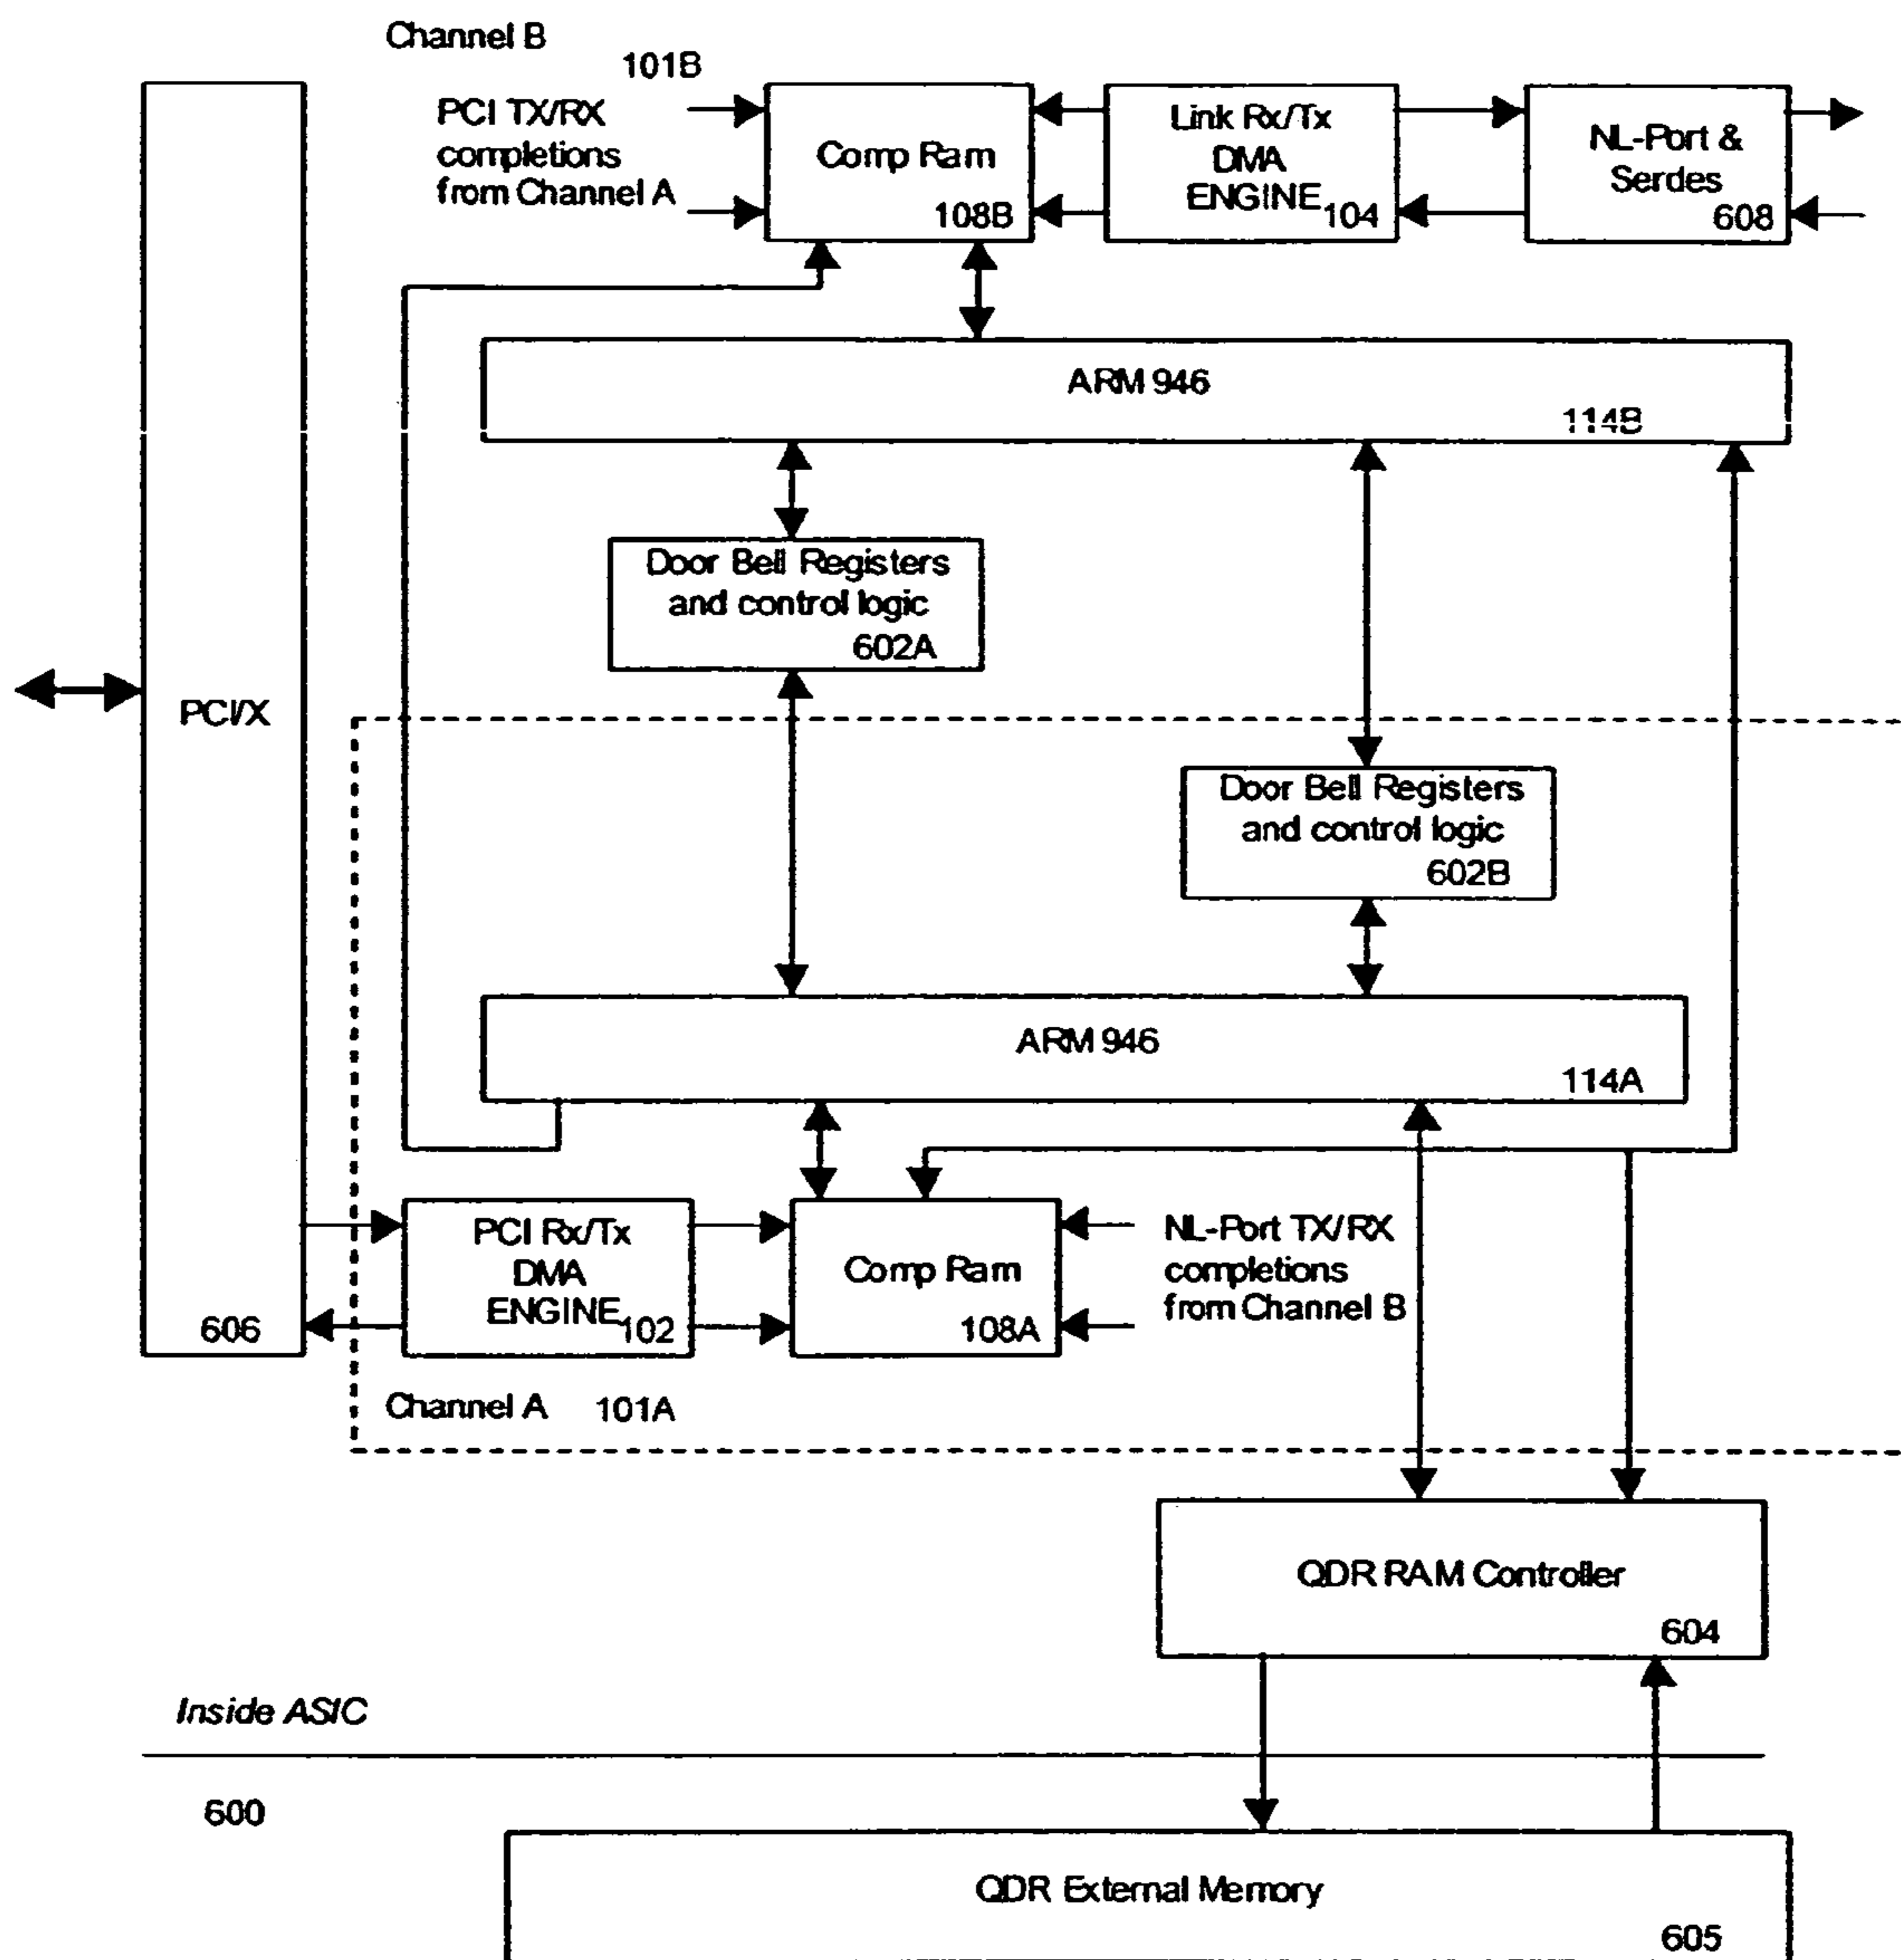 Channel B
101B
PCI TX/RX
completions
from Channel A
Comp Ram
108B
Link Rx/Tx
DMA
ENGINE
104
NL-Port &
Serdes
608
ARM 946
114B
Door Bell Registers
and control logic
602A
PCI/X
606
Door Bell Registers
and control logic
602B
ARM 946
114A
PCI Rx/Tx
DMA
ENGINE
102
Comp Ram
108A
NL-Port TX/RX
completions
from Channel B
Channel A 101A
QDR RAM Controller
604
Inside ASIC
600
QDR External Memory
605